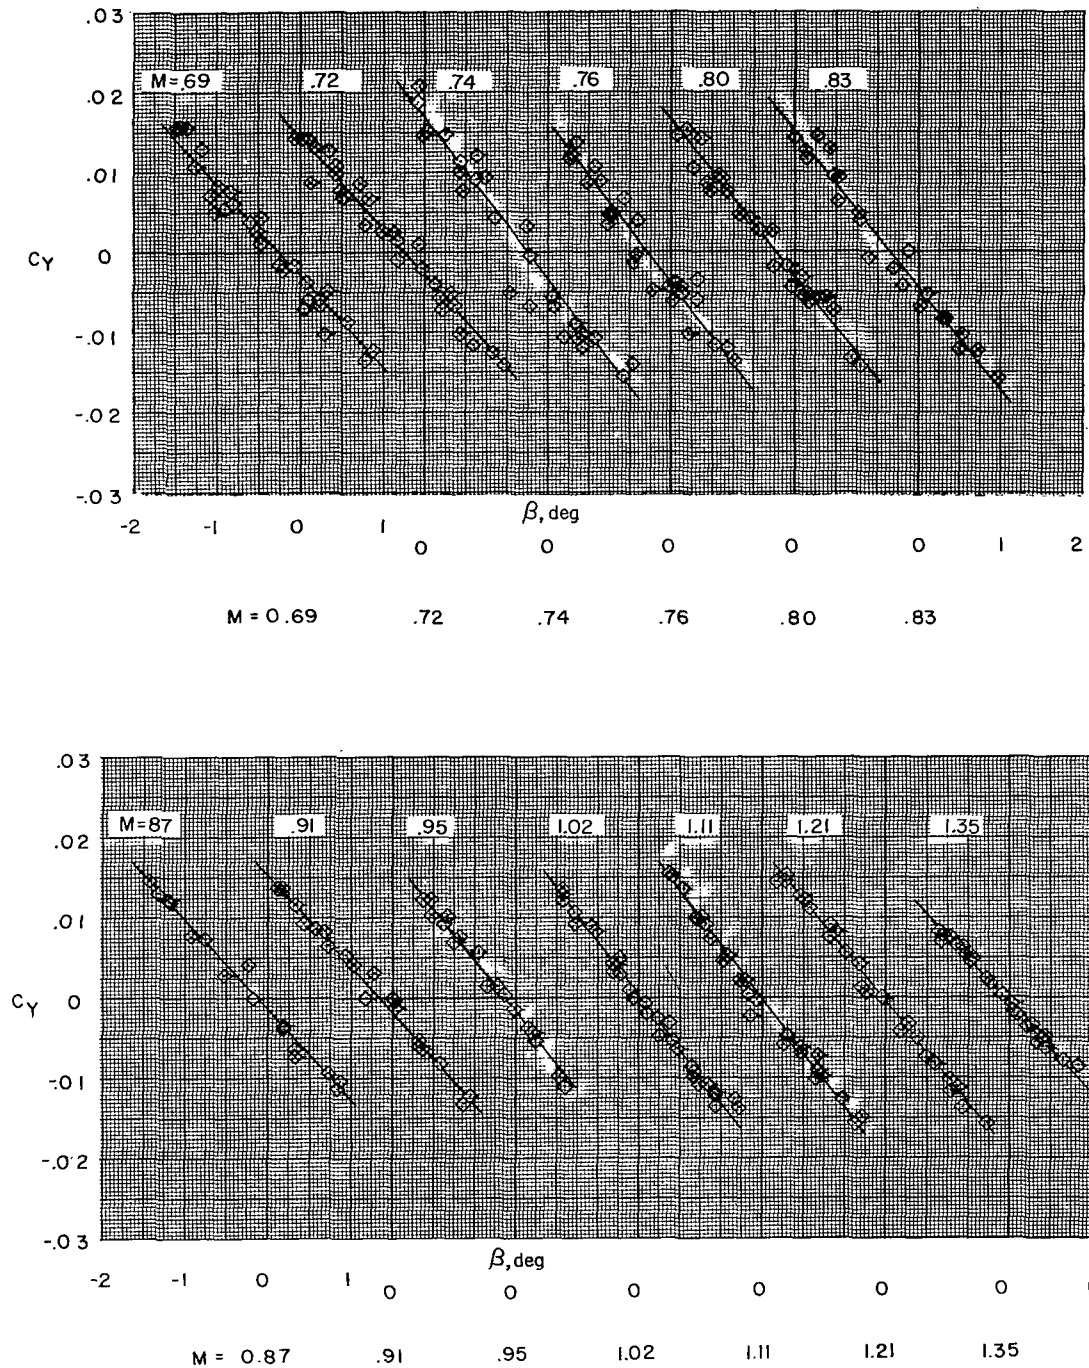 .03
M=.69 .72 .74 .76 .80 .83
.02
.01
CY 0
-.01
-.02
-.03
-2 -1 0 1 β, deg
0 0 0 0 0 1 2
M = 0.69 .72 .74 .76 .80 .83
.03
M=87 .91 .95 1.02 1.11 1.21 1.35
.02
.01
CY 0
-.01
-.02
-.03
-2 -1 0 1 β, deg
0 0 0 0 0 0
M = 0.87 .91 .95 1.02 1.11 1.21 1.35